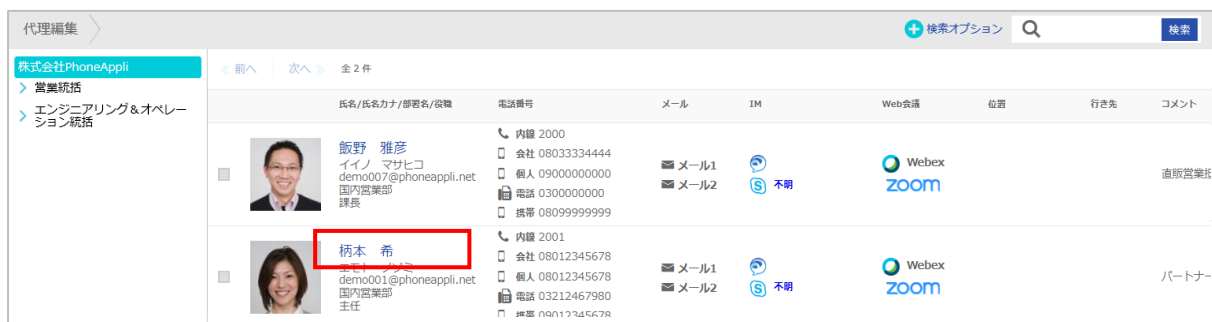 代理編集
検索オプション
検索
株式会社PhoneAppli
営業統括
エンジニアリング＆オペレー
ション統括
前へ 次へ 全 2 件
氏名/氏名カナ/部署名/役職 電話番号 メール IM Web会議 位置 行き先 コメント
飯野 雅彦
イイノ マサヒコ
demo007@phoneappli.net
国内営業部
課長
内線 2000
会社 08033334444
個人 09000000000
電話 0300000000
携帯 08099999999
メール1
メール2
S 不明
Webex
zoom
直販営業担
柄本 希
エモト ノゾミ
demo001@phoneappli.net
国内営業部
主任
内線 2001
会社 08012345678
個人 08012345678
電話 03212467980
携帯 09012345678
メール1
メール2
S 不明
Webex
zoom
パートナー